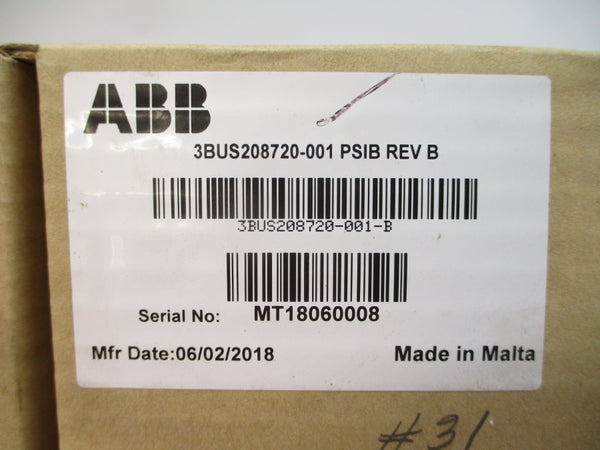 ABB
3BUS208720-001 PSIB REV B
3BUS208720-001-B
Serial No: MT18060008
Mfr Date:06/02/2018 Made in Malta
#31